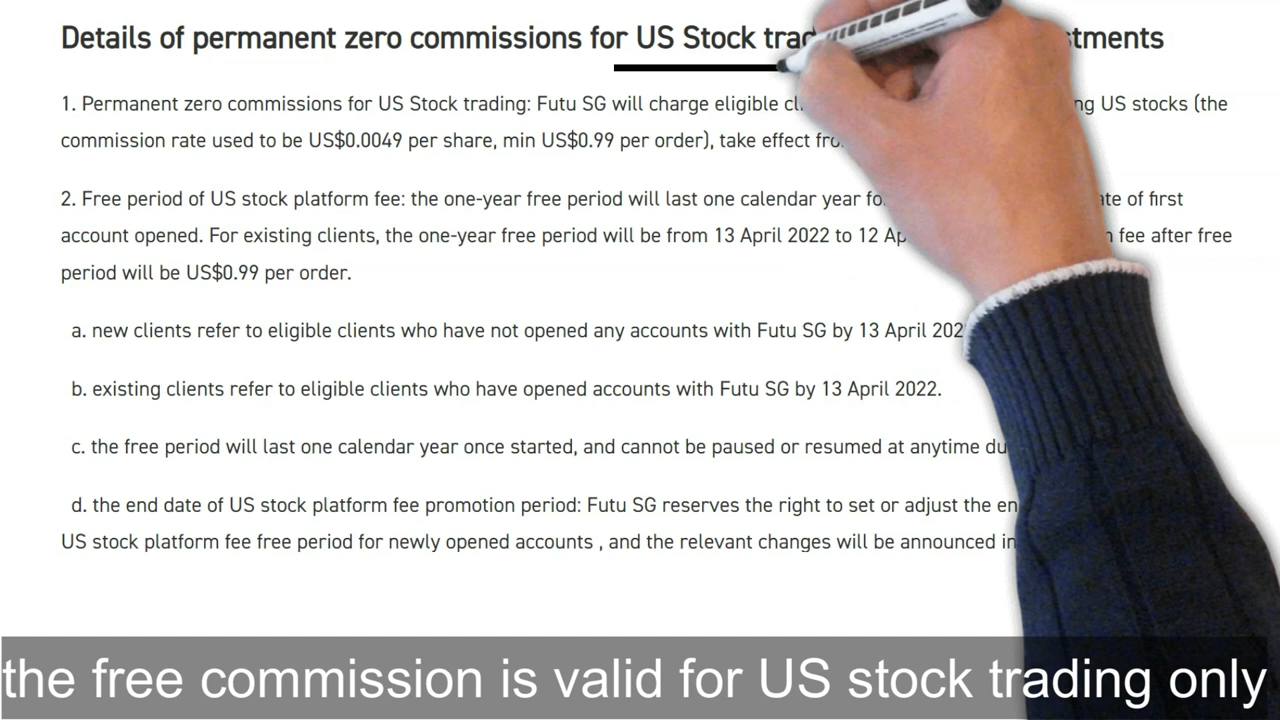 Details of permanent zero commissions for US Stock trad stments
1. Permanent zero commissions for US Stock trading: Futu SG will charge eligible cl ng US stocks (the
commission rate used to be US$0.0049 per share, min US$0.99 per order), take effect fro
2. Free period of US stock platform fee: the one-year free period will last one calendar year fo ate of first
account opened. For existing clients, the one-year free period will be from 13 April 2022 to 12 Ap fee after free
period will be US$0.99 per order.
a. new clients refer to eligible clients who have not opened any accounts with Futu SG by 13 April 202
b. existing clients refer to eligible clients who have opened accounts with Futu SG by 13 April 2022.
c. the free period will last one calendar year once started, and cannot be paused or resumed at anytime du
d. the end date of US stock platform fee promotion period: Futu SG reserves the right to set or adjust the en
US stock platform fee free period for newly opened accounts , and the relevant changes will be announced in
the free commission is valid for US stock trading only